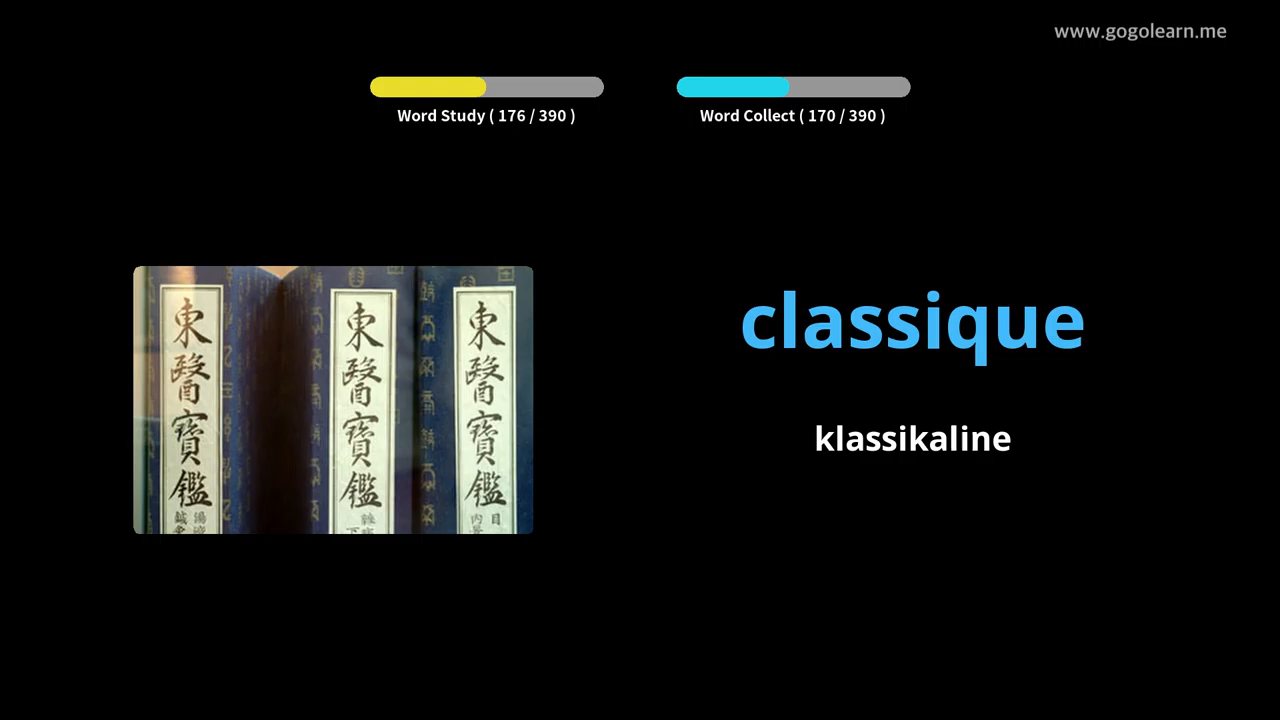 www.gogolearn.me
Word Study ( 176 / 390 )
Word Collect ( 170 / 390 )
東醫寶鑑
東醫寶鑑
東醫寶鑑
classique
klassikaline